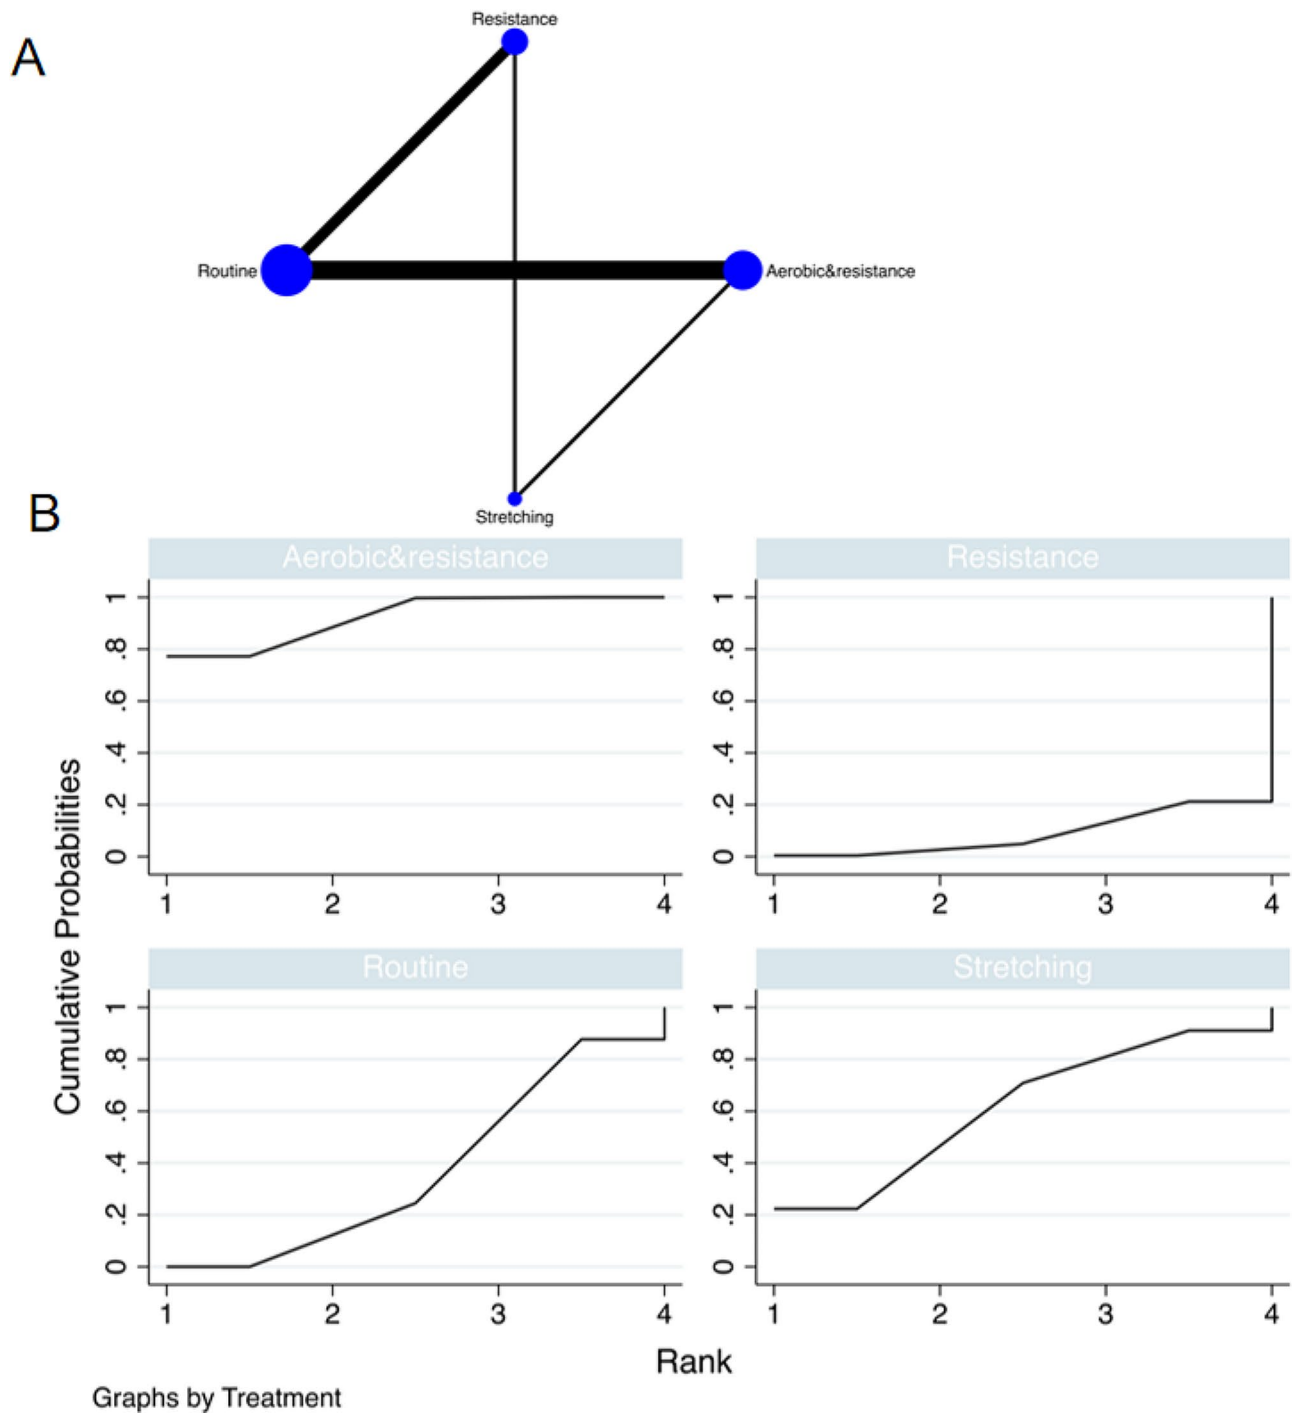 A
Resistance
Routine
Aerobic&resistance
Stretching
B
Cumulative Probabilities
Aerobic&resistance
1
.8
.6
.4
.2
0
1 2 3 4
Resistance
1
.8
.6
.4
.2
0
1 2 3 4
Routine
1
.8
.6
.4
.2
0
1 2 3 4
Stretching
1
.8
.6
.4
.2
0
1 2 3 4
Rank
Graphs by Treatment